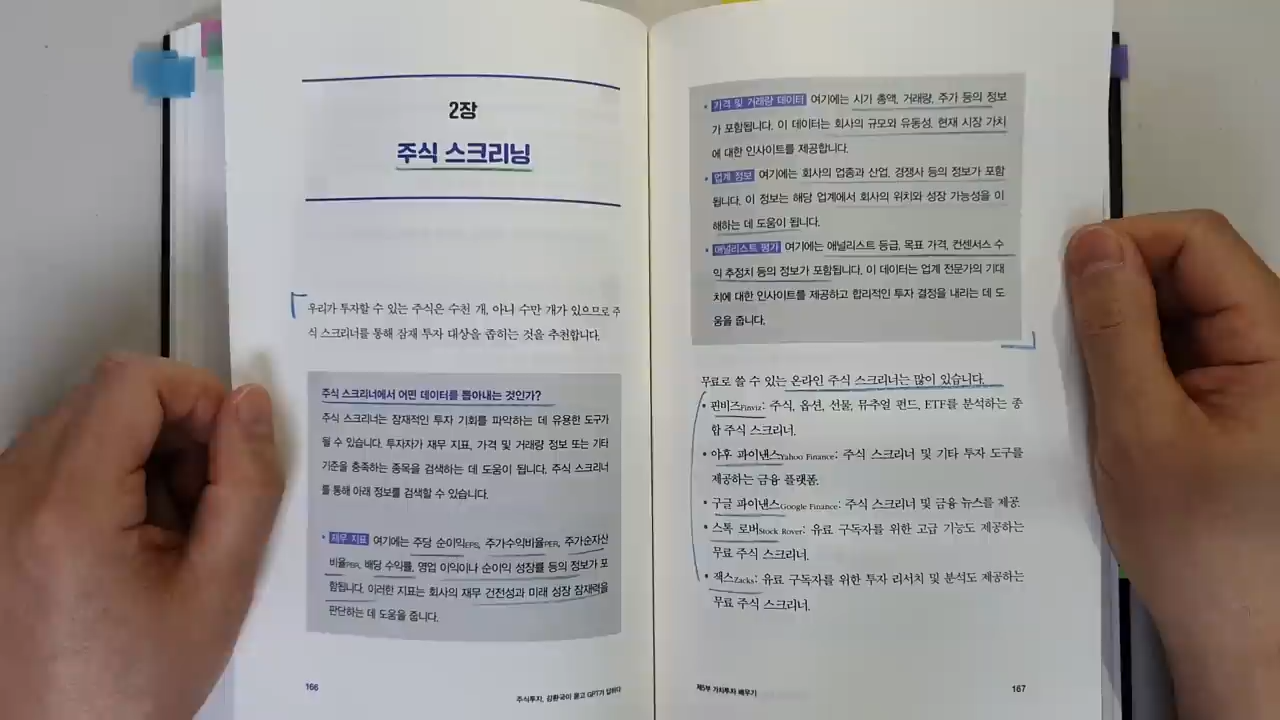 2장
주식 스크리닝
우리가 투자할 수 있는 주식은 수천 개, 아니 수만 개가 있으므로 주
식 스크리너를 통해 잠재 투자 대상을 좁히는 것을 추천합니다.
주식 스크리너에서 어떤 데이터를 뽑아내는 것인가?
주식 스크리너는 잠재적인 투자 기회를 파악하는 데 유용한 도구가
될 수 있습니다. 투자자가 재무 지표, 가격 및 거래량 정보 또는 기타
기준을 충족하는 종목을 검색하는 데 도움이 됩니다. 주식 스크리너
를 통해 아래 정보를 검색할 수 있습니다.
• 재무 지표 여기에는 주당 순이익EPS, 주가수익비율PER, 주가순자산
비율PBR, 배당 수익률, 영업 이익이나 순이익 성장률 등의 정보가 포
함됩니다. 이러한 지표는 회사의 재무 건전성과 미래 성장 잠재력을
판단하는 데 도움을 줍니다.
166
주식투자, 강환국이 묻고 GPT가 답하다
• 가격 및 거래량 데이터 여기에는 시가 총액, 거래량, 주가 등의 정보
가 포함됩니다. 이 데이터는 회사의 규모와 유동성, 현재 시장 가치
에 대한 인사이트를 제공합니다.
• 업계 정보 여기에는 회사의 업종과 산업, 경쟁사 등의 정보가 포함
됩니다. 이 정보는 해당 업계에서 회사의 위치와 성장 가능성을 이
해하는 데 도움이 됩니다.
• 애널리스트 평가 여기에는 애널리스트 등급, 목표 가격, 컨센서스 수
익 추정치 등의 정보가 포함됩니다. 이 데이터는 업계 전문가의 기대
치에 대한 인사이트를 제공하고 합리적인 투자 결정을 내리는 데 도
움을 줍니다.
무료로 쓸 수 있는 온라인 주식 스크리너는 많이 있습니다.
• 핀비즈Finviz: 주식, 옵션, 선물, 뮤추얼 펀드, ETF를 분석하는 종
합 주식 스크리너.
• 야후 파이낸스Yahoo Finance: 주식 스크리너 및 기타 투자 도구를
제공하는 금융 플랫폼.
• 구글 파이낸스Google Finance: 주식 스크리너 및 금융 뉴스를 제공.
• 스톡 로버Stock Rover: 유료 구독자를 위한 고급 기능도 제공하는
무료 주식 스크리너.
• 잭스Zacks: 유료 구독자를 위한 투자 리서치 및 분석도 제공하는
무료 주식 스크리너.
제5부 가치투자 배우기
167